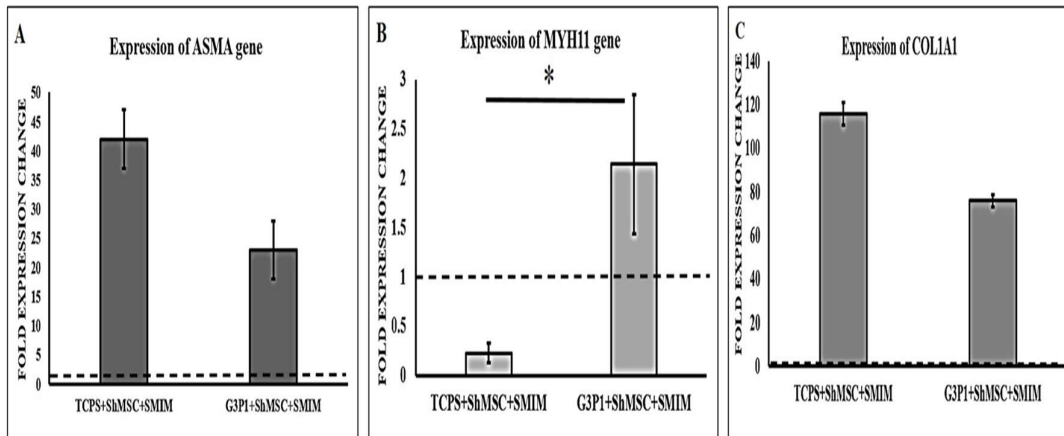 A
Expression of ASMA gene
FOLD EXPRESSION CHANGE
50
45
40
35
30
25
20
15
10
5
0
TCPS+ShMSC+SMIM
G3P1+ShMSC+SMIM
B
Expression of MYH11 gene
*
FOLD EXPRESSION CHANGE
3
2.5
2
1.5
1
0.5
0
TCPS+ShMSC+SMIM
G3P1+ShMSC+SMIM
C
Expression of COL1A1
FOLD EXPRESSION CHANGE
140
120
100
80
60
40
20
0
TCPS+ShMSC+SMIM
G3P1+ShMSC+SMIM